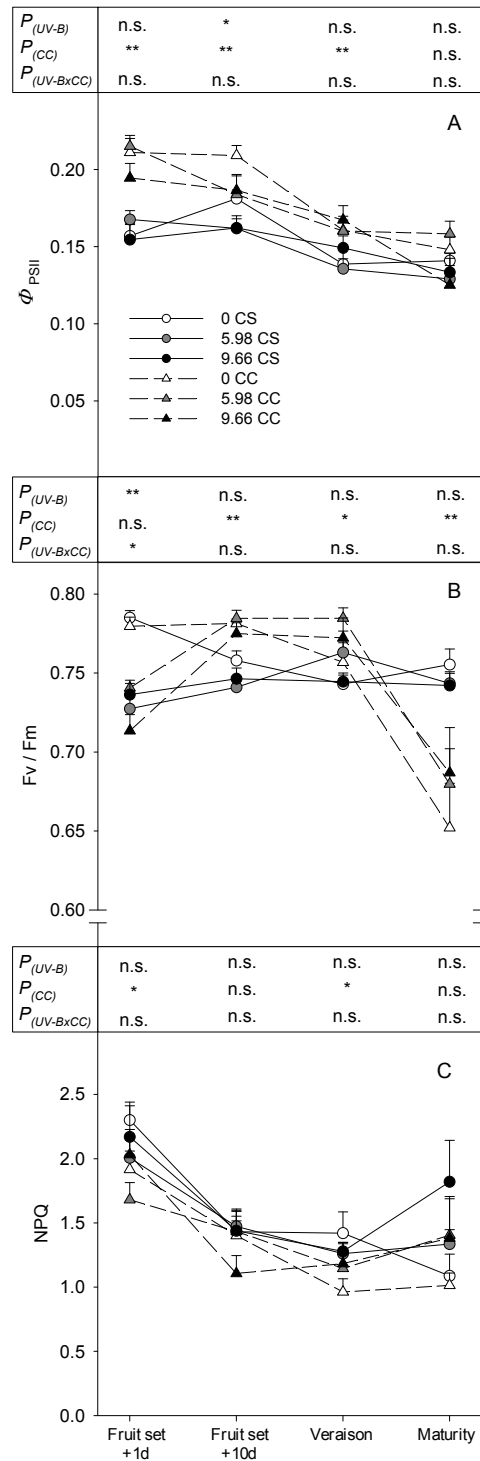 P(UV-B) n.s. * n.s. n.s.
P(CC) ** ** ** n.s.
P(UV-BxCC) n.s. n.s. n.s. n.s.
A
0.20
0.15
0.10
0.05
ΦPSII
0 CS
5.98 CS
9.66 CS
0 CC
5.98 CC
9.66 CC
P(UV-B) ** n.s. n.s. n.s.
P(CC) n.s. ** * **
P(UV-BxCC) * n.s. n.s. n.s.
B
0.80
0.75
0.70
0.65
0.60
Fv / Fm
P(UV-B) n.s. n.s. n.s. n.s.
P(CC) * n.s. * n.s.
P(UV-BxCC) n.s. n.s. n.s. n.s.
C
2.5
2.0
1.5
1.0
0.5
0.0
NPQ
Fruit set Fruit set Veraison Maturity
+1d +10d